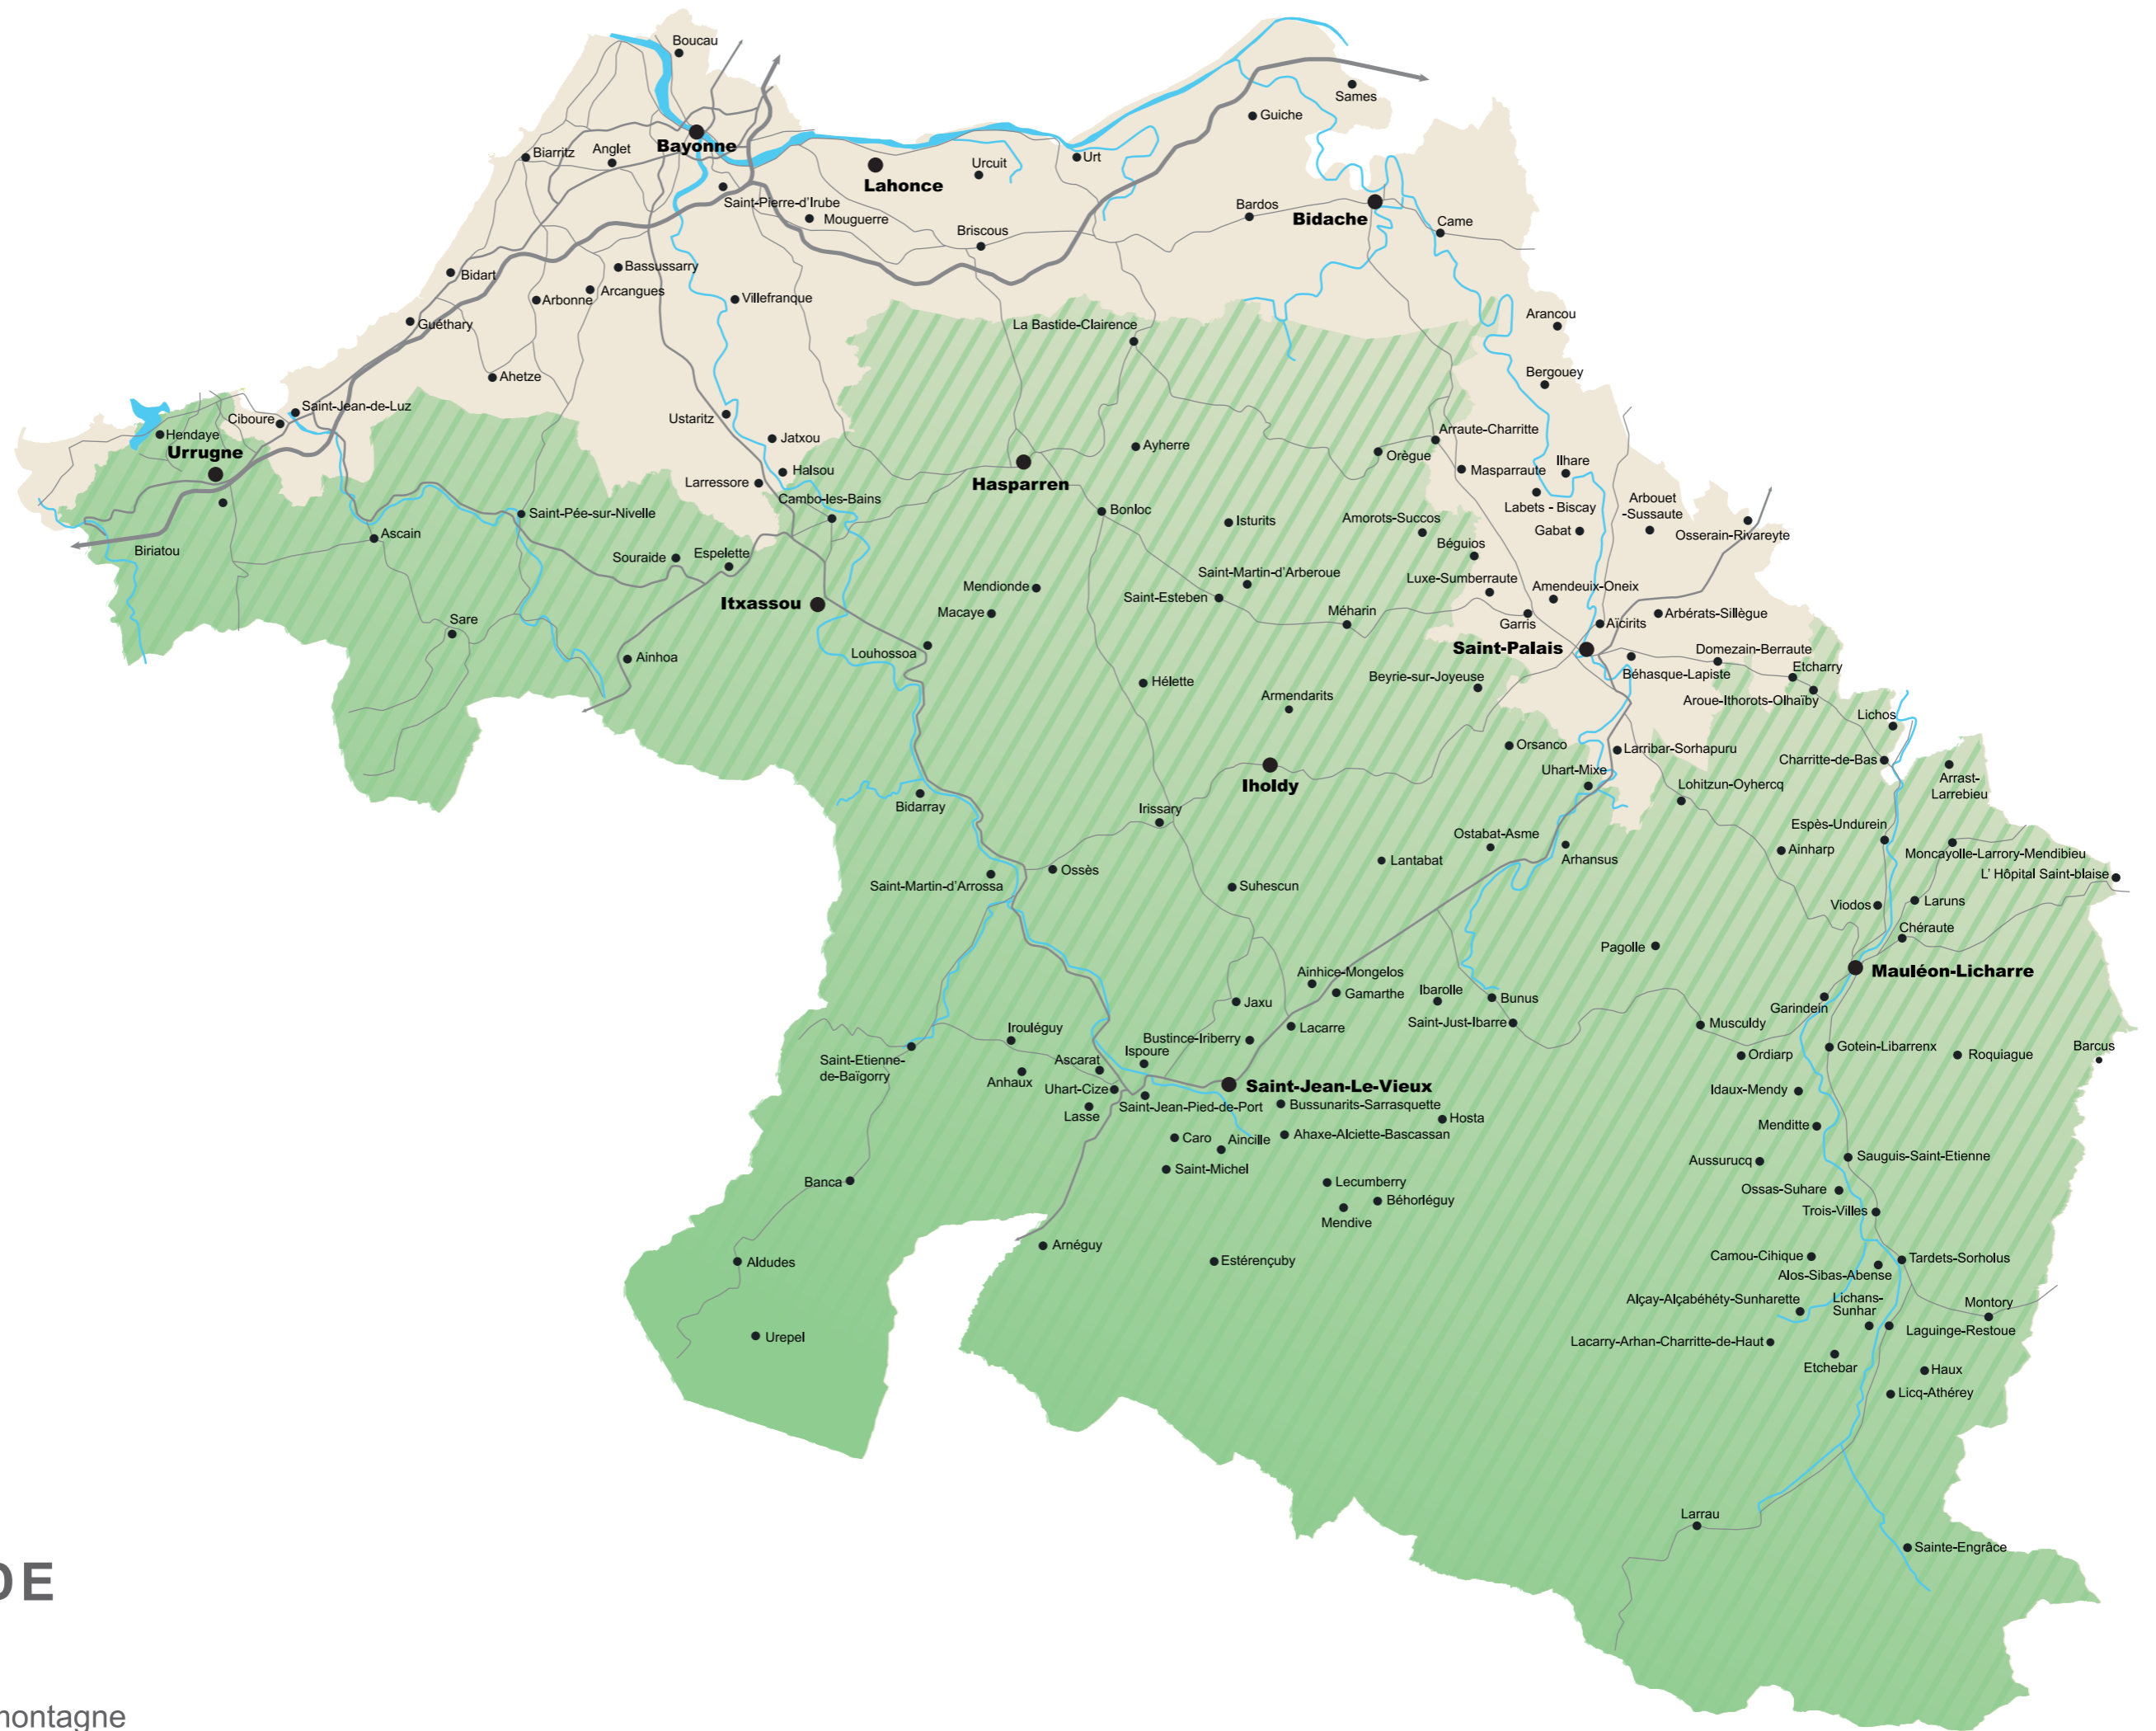 Boucau
Sames
Guiche
Bayonne
Biarritz
Anglet
Urt
Urcuit
Lahonce
Saint-Pierre-d'Irube
Mouguerre
Bardos
Bidache
Came
Briscous
Bidart
Bassussarry
Arcangues
Arbonne
Villefranque
Guéthary
La Bastide-Clairence
Arancou
Ahetze
Bergouey
Saint-Jean-de-Luz
Ciboure
Hendaye
Urrugne
Ustaritz
Jatxou
Halsou
Larressore
Cambo-les-Bains
Ayherre
Hasparren
Arraute-Charritte
Orègue
Masparraute
Ilhare
Labets - Biscay
Arbouet
-Sussaute
Gabat
Osserain-Rivareyte
Bonloc
Isturits
Amorots-Succos
Béguios
Saint-Pée-sur-Nivelle
Ascain
Biriatou
Souraide
Espelette
Itxassou
Mendionde
Macaye
Saint-Martin-d'Arberoue
Saint-Esteben
Luxe-Sumberraute
Amendeuix-Oneix
Méharin
Garris
Aïcirits
Arbérats-Sillègue
Sare
Ainhoa
Louhossoa
Saint-Palais
Domezain-Berraute
Béhasque-Lapiste
Etcharry
Hélette
Beyrie-sur-Joyeuse
Armendarits
Aroue-Ithorots-Olhaïby
Lichos
Orsanco
Larribar-Sorhapuru
Charritte-de-Bas
Iholdy
Uhart-Mixe
Lohitzun-Oyhercq
Arrast-
Larrebieu
Bidarray
Irissary
Ostabat-Asme
Espès-Undurein
Arhansus
Ainharp
Moncayolle-Larrory-Mendibieu
Lantabat
Ossès
L' Hôpital Saint-blaise
Saint-Martin-d'Arrossa
Suhescun
Viodos
Laruns
Chéraute
Pagolle
Mauléon-Licharre
Ainhice-Mongelos
Gamarthe
Jaxu
Ibarolle
Bunus
Garindein
Saint-Just-Ibarre
Musculdy
Lacarre
Irouléguy
Bustince-Iriberry
Ispoure
Ascarat
Saint-Etienne-
de-Baïgorry
Anhaux
Gotein-Libarrenx
Ordiarp
Roquiague
Barcus
Uhart-Cize
Saint-Jean-Le-Vieux
Idaux-Mendy
Lasse
Saint-Jean-Pied-de-Port
Bussunarits-Sarrasquette
Hosta
Menditte
Caro
Aincille
Ahaxe-Alciette-Bascassan
Saint-Michel
Aussurucq
Sauguis-Saint-Etienne
Banca
Lecumberry
Béhorléguy
Mendive
Ossas-Suhare
Trois-Villes
Arnéguy
Aldudes
Estérençuby
Camou-Cihique
Tardets-Sorholus
Alos-Sibas-Abense
Alçay-Alçabéhéty-Sunharette
Lichans-
Sunhar
Montory
Urepel
Laguinge-Restoue
Lacarry-Arhan-Charritte-de-Haut
Etchebar
Haux
Licq-Athérey
Larrau
Sainte-Engrâce
DE
montagne